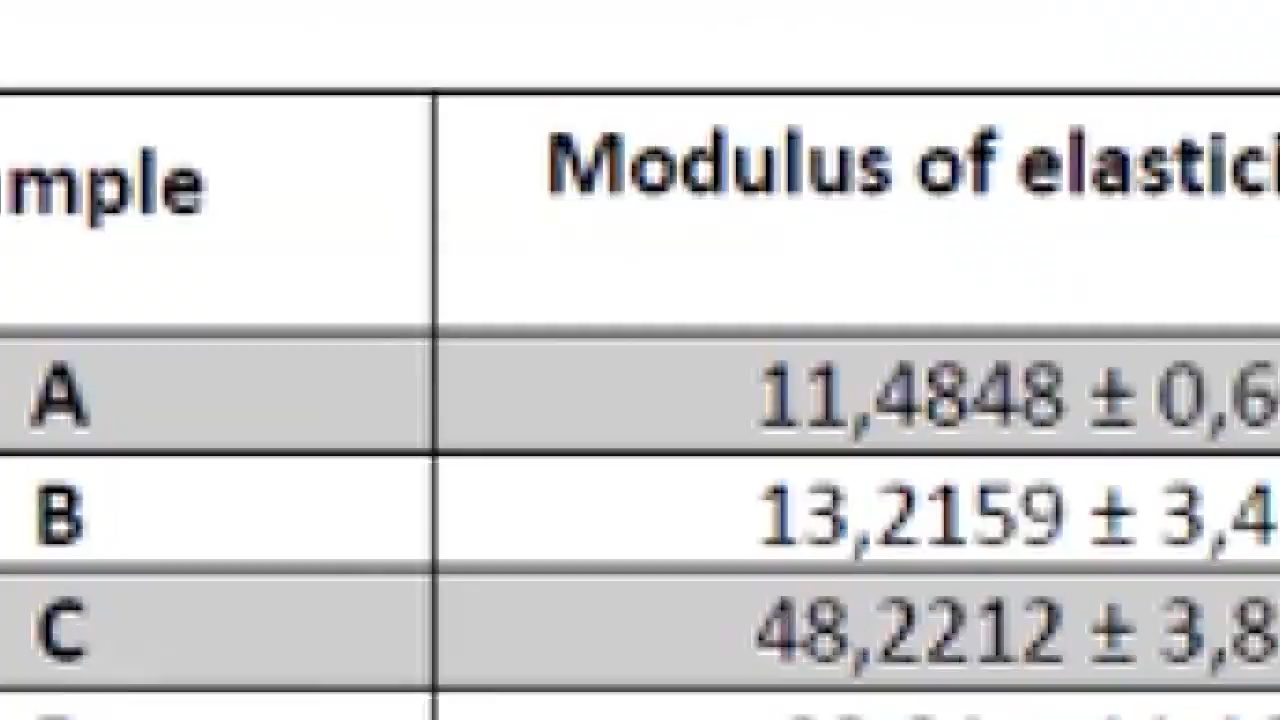 mple Modulus of elastici
A 11,4848 ± 0,6
B 13,2159 ± 3,4
C 48,2212 ± 3,8